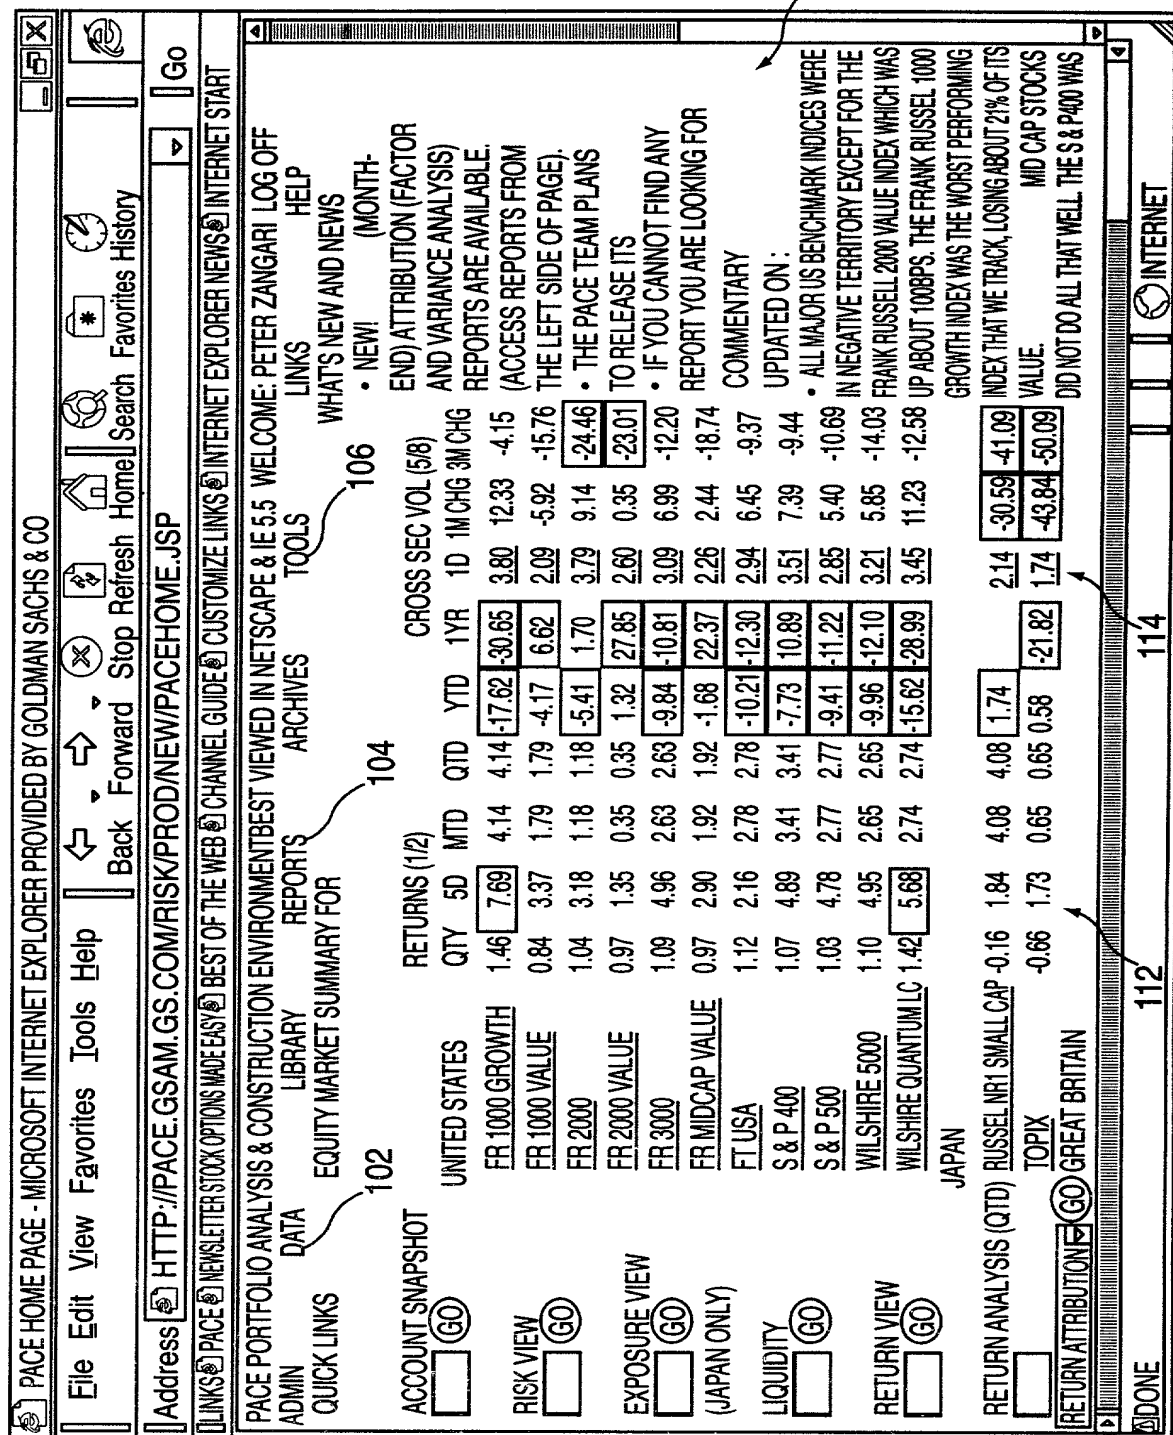 PACE HOME PAGE - MICROSOFT INTERNET EXPLORER PROVIDED BY GOLDMAN SACHS & CO
File Edit View Favorites Tools Help
Back Forward Stop Refresh Home Search Favorites History
Address HTTP://PACE.GSAM.GS.COM/RISK/PROD/NEW/PACEHOME.JSP Go
LINKS PACE NEWSLETTER STOCK OPTIONS MADE EASY BEST OF THE WEB CHANNEL GUIDE CUSTOMIZE LINKS INTERNET EXPLORER NEWS INTERNET START
PACE PORTFOLIO ANALYSIS & CONSTRUCTION ENVIRONMENTBEST VIEWED IN NETSCAPE & IE 5.5 WELCOME: PETER ZANGARI LOG OFF
ADMIN DATA LIBRARY REPORTS ARCHIVES TOOLS LINKS HELP
102
104
106
QUICK LINKS
ACCOUNT SNAPSHOT
GO
RISK VIEW
GO
EXPOSURE VIEW
GO
(JAPAN ONLY)
LIQUIDITY
GO
RETURN VIEW
GO
RETURN ANALYSIS (QTD)
RETURN ATTRIBUTION GO
EQUITY MARKET SUMMARY FOR
RETURNS (1/2) CROSS SEC VOL (5/8)
UNITED STATES QTY 5D MTD QTD YTD 1YR 1D 1M CHG 3M CHG
FR 1000 GROWTH 1.46 7.69 4.14 4.14 -17.62 -30.65 3.80 12.33 -4.15
FR 1000 VALUE 0.84 3.37 1.79 1.79 -4.17 6.62 2.09 -5.92 -15.76
FR 2000 1.04 3.18 1.18 1.18 -5.41 1.70 3.79 9.14 -24.46
FR 2000 VALUE 0.97 1.35 0.35 0.35 1.32 27.85 2.60 0.35 -23.01
FR 3000 1.09 4.96 2.63 2.63 -9.84 -10.81 3.09 6.99 -12.20
FR MIDCAP VALUE 0.97 2.90 1.92 1.92 -1.68 22.37 2.26 2.44 -18.74
FT USA 1.12 2.16 2.78 2.78 -10.21 -12.30 2.94 6.45 -9.37
S & P 400 1.07 4.89 3.41 3.41 -7.73 10.89 3.51 7.39 -9.44
S & P 500 1.03 4.78 2.77 2.77 -9.41 -11.22 2.85 5.40 -10.69
WILSHIRE 5000 1.10 4.95 2.65 2.65 -9.96 -12.10 3.21 5.85 -14.03
WILSHIRE QUANTUM LC 1.42 5.68 2.74 2.74 -15.62 -28.99 3.45 11.23 -12.58
JAPAN
RUSSEL NR1 SMALL CAP -0.16 1.84 4.08 4.08 1.74 2.14 -30.59 -41.09
TOPIX -0.66 1.73 0.65 0.65 0.58 -21.82 1.74 -43.84 -50.09
GREAT BRITAIN
WHAT'S NEW AND NEWS
• NEW! (MONTH-
END) ATTRIBUTION (FACTOR
AND VARIANCE ANALYSIS)
REPORTS ARE AVAILABLE.
(ACCESS REPORTS FROM
THE LEFT SIDE OF PAGE).
• THE PACE TEAM PLANS
TO RELEASE ITS
• IF YOU CANNOT FIND ANY
REPORT YOU ARE LOOKING FOR
COMMENTARY
UPDATED ON :
• ALL MAJOR US BENCHMARK INDICES WERE
IN NEGATIVE TERRITORY EXCEPT FOR THE
FRANK RUSSELL 2000 VALUE INDEX WHICH WAS
UP ABOUT 100BPS. THE FRANK RUSSEL 1000
GROWTH INDEX WAS THE WORST PERFORMING
INDEX THAT WE TRACK, LOSING ABOUT 21% OF ITS
VALUE. MID CAP STOCKS
DID NOT DO ALL THAT WELL. THE S & P400 WAS
DONE INTERNET
112
114